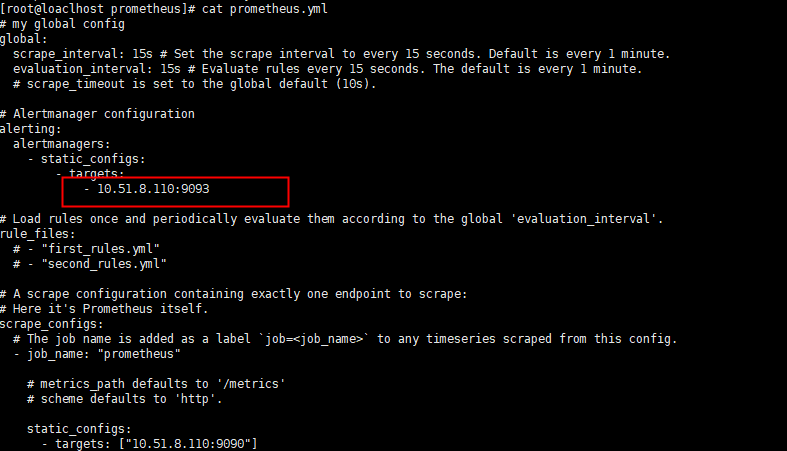 [root@loaclhost prometheus]# cat prometheus.yml
# my global config
global:
  scrape_interval: 15s # Set the scrape interval to every 15 seconds. Default is every 1 minute.
  evaluation_interval: 15s # Evaluate rules every 15 seconds. The default is every 1 minute.
  # scrape_timeout is set to the global default (10s).

# Alertmanager configuration
alerting:
  alertmanagers:
    - static_configs:
        - targets:
            - 10.51.8.110:9093

# Load rules once and periodically evaluate them according to the global 'evaluation_interval'.
rule_files:
  # - "first_rules.yml"
  # - "second_rules.yml"

# A scrape configuration containing exactly one endpoint to scrape:
# Here it's Prometheus itself.
scrape_configs:
  # The job name is added as a label `job=<job_name>` to any timeseries scraped from this config.
  - job_name: "prometheus"

    # metrics_path defaults to '/metrics'
    # scheme defaults to 'http'.

    static_configs:
      - targets: ["10.51.8.110:9090"]